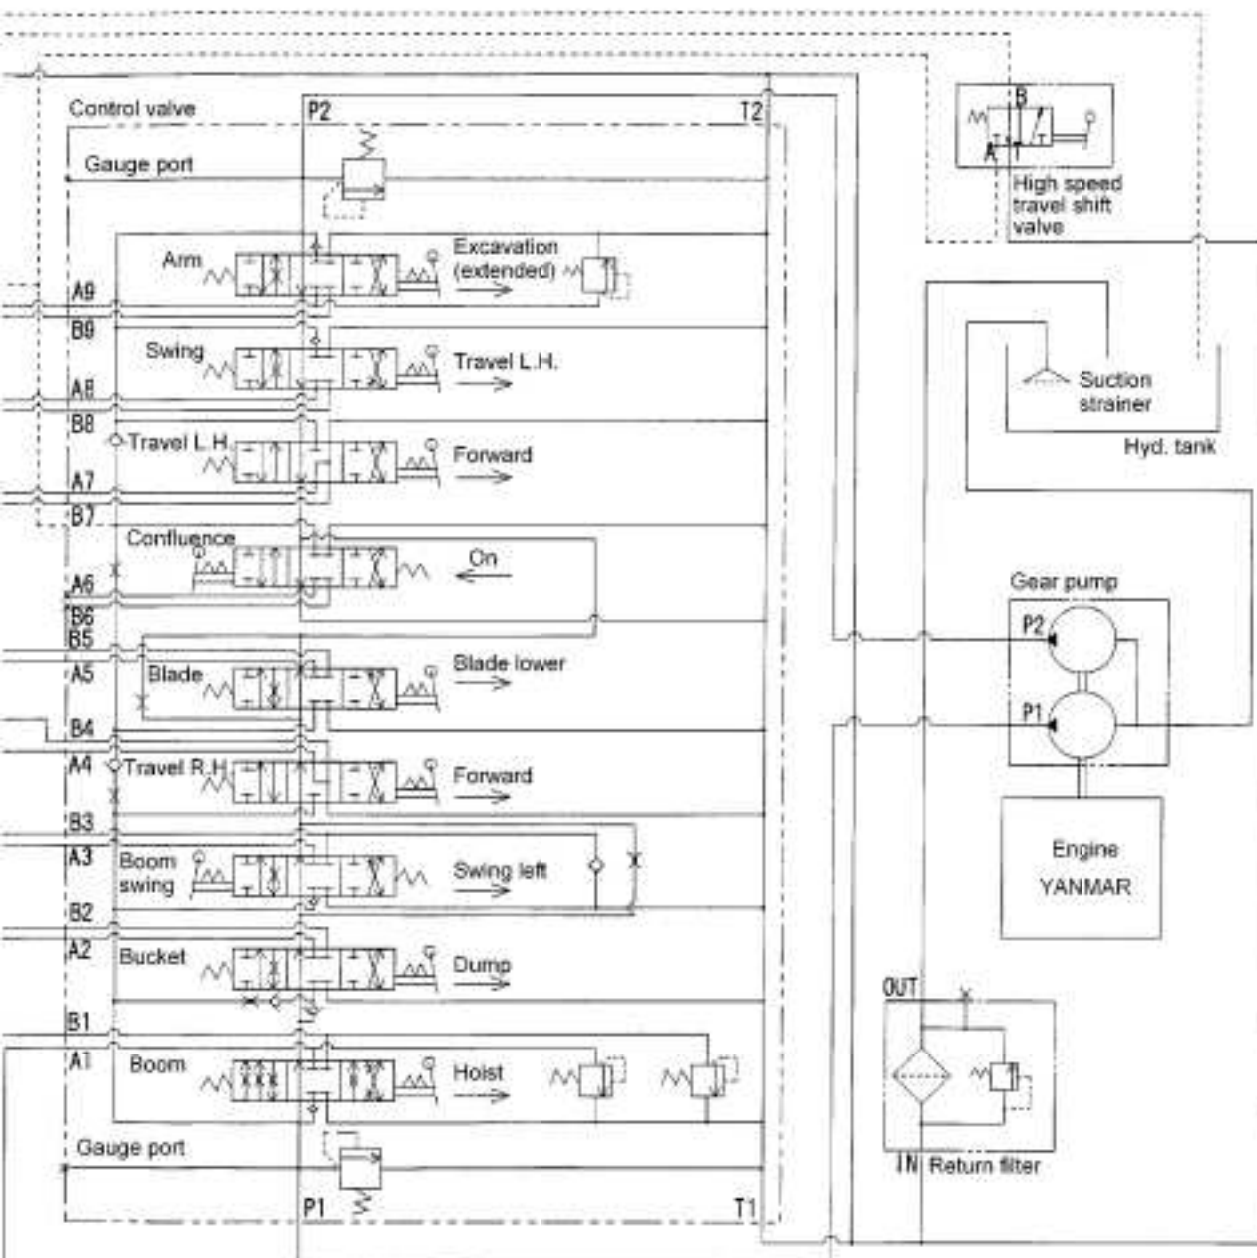 Control valve
P2
T2
B
A T
Gauge port
High speed
travel shift
valve
Arm
Excavation
(extended)
A9
B9
Swing
Travel L.H.
A8
B8
Travel L.H.
Forward
A7
B7
Confluence
On
A6
B6
B5
A5
Blade
Blade lower
B4
A4
Travel R.H
Forward
B3
A3
Boom
swing
Swing left
B2
A2
Bucket
Dump
B1
A1
Boom
Hoist
Gauge port
P1
T1
Suction
strainer
Hyd. tank
Gear pump
P2
P1
Engine
YANMAR
OUT
IN Return filter